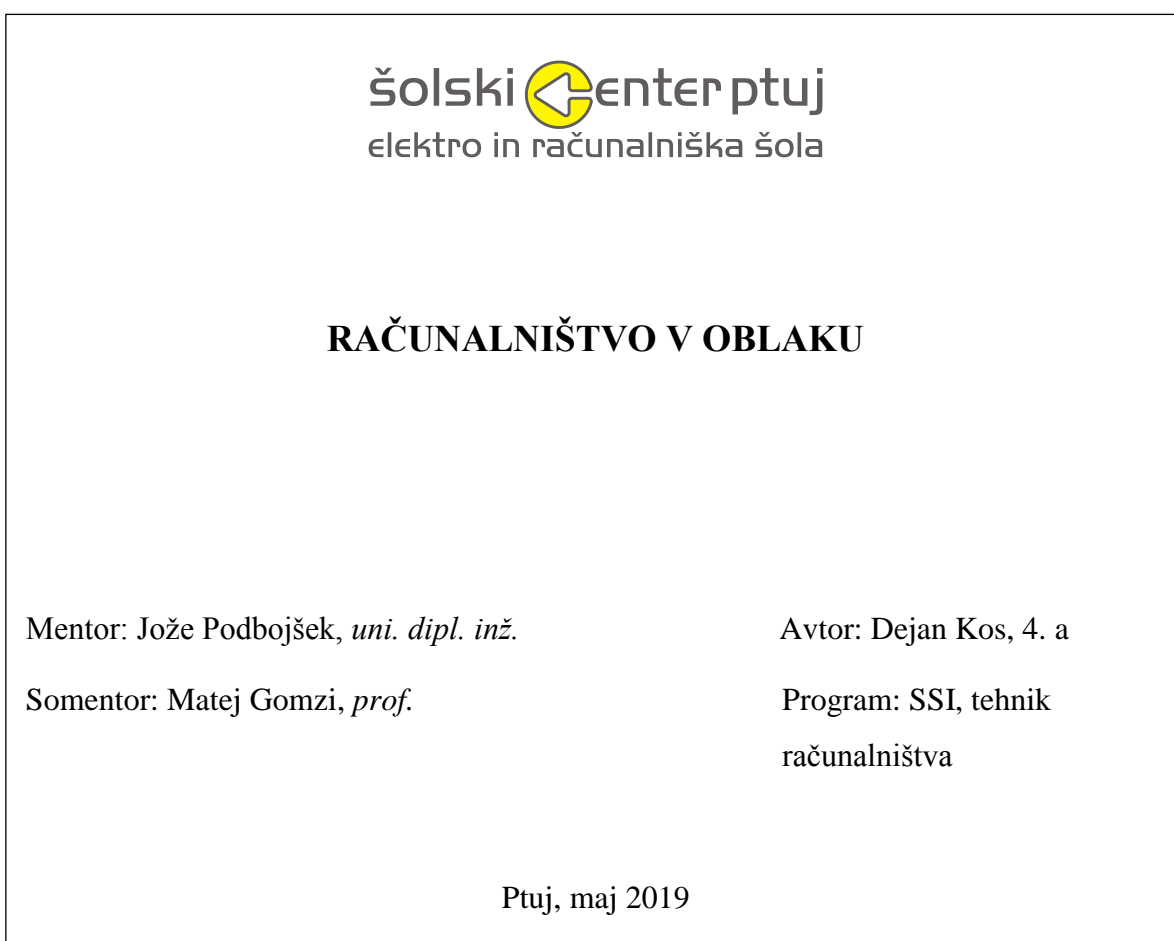 šolski center ptuj
elektro in računalniška šola
RAČUNALNIŠTVO V OBLAKU
Mentor: Jože Podbojšek, uni. dipl. inž.
Avtor: Dejan Kos, 4. a
Somentor: Matej Gomzi, prof.
Program: SSI, tehnik
računalništva
Ptuj, maj 2019